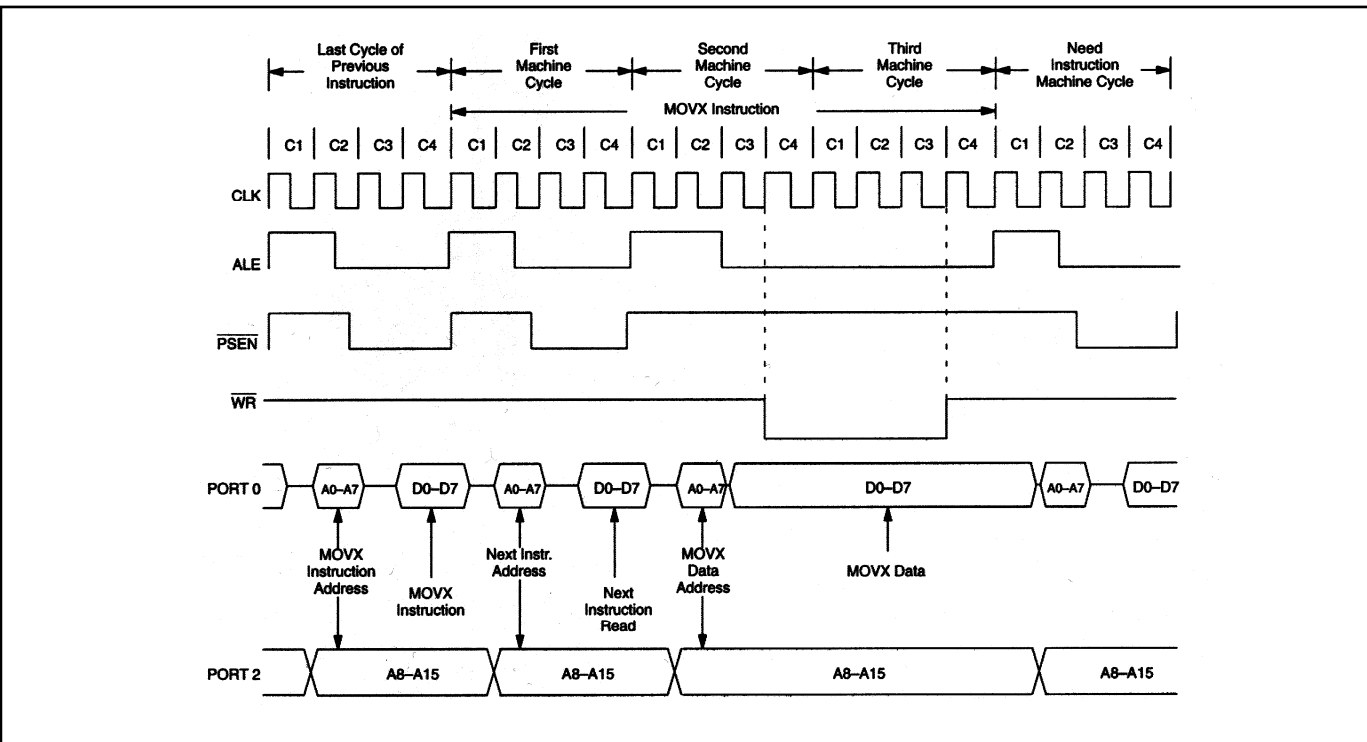 Last Cycle of
Previous
Instruction
First
Machine
Cycle
Second
Machine
Cycle
Third
Machine
Cycle
Need
Instruction
Machine Cycle
MOVX Instruction
C1 C2 C3 C4 C1 C2 C3 C4 C1 C2 C3 C4 C1 C2 C3 C4 C1 C2 C3 C4
CLK
ALE
PSEN
WR
PORT 0
A0–A7 D0–D7 A0–A7 D0–D7 A0–A7 D0–D7 A0–A7 D0–D7
MOVX
Instruction
Address
MOVX
Instruction
Next Instr.
Address
Next
Instruction
Read
MOVX
Data
Address
MOVX Data
PORT 2
A8–A15 A8–A15 A8–A15 A8–A15